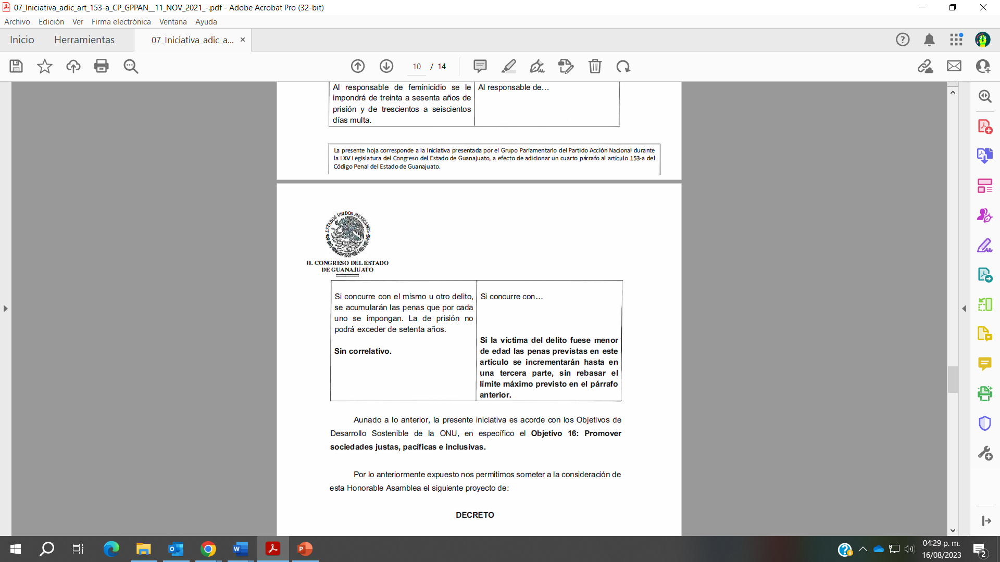 07_Iniciativa_adic_art_153-a_CP_GPPAN__11_NOV_2021_-.pdf - Adobe Acrobat Pro (32-bit)
Archivo Edición Ver Firma electrónica Ventana Ayuda
Inicio Herramientas 07_Iniciativa_adic_a... ×
10 / 14
Al responsable de feminicidio se le
impondrá de treinta a sesenta años de
prisión y de trescientos a seiscientos
días multa.
Al responsable de…
La presente hoja corresponde a la Iniciativa presentada por el Grupo Parlamentario del Partido Acción Nacional durante
la LXV Legislatura del Congreso del Estado de Guanajuato, a efecto de adicionar un cuarto párrafo al artículo 153-a del
Código Penal del Estado de Guanajuato.
ESTADOS UNIDOS MEXICANOS
H. CONGRESO DEL ESTADO
DE GUANAJUATO
Si concurre con el mismo u otro delito,
se acumularán las penas que por cada
uno se impongan. La de prisión no
podrá exceder de setenta años.
Sin correlativo.
Si concurre con…
Si la víctima del delito fuese menor
de edad las penas previstas en este
artículo se incrementarán hasta en
una tercera parte, sin rebasar el
límite máximo previsto en el párrafo
anterior.
Aunado a lo anterior, la presente iniciativa es acorde con los Objetivos de
Desarrollo Sostenible de la ONU, en específico el Objetivo 16: Promover
sociedades justas, pacíficas e inclusivas.
Por lo anteriormente expuesto nos permitimos someter a la consideración de
esta Honorable Asamblea el siguiente proyecto de:
DECRETO
04:29 p. m.
16/08/2023
2